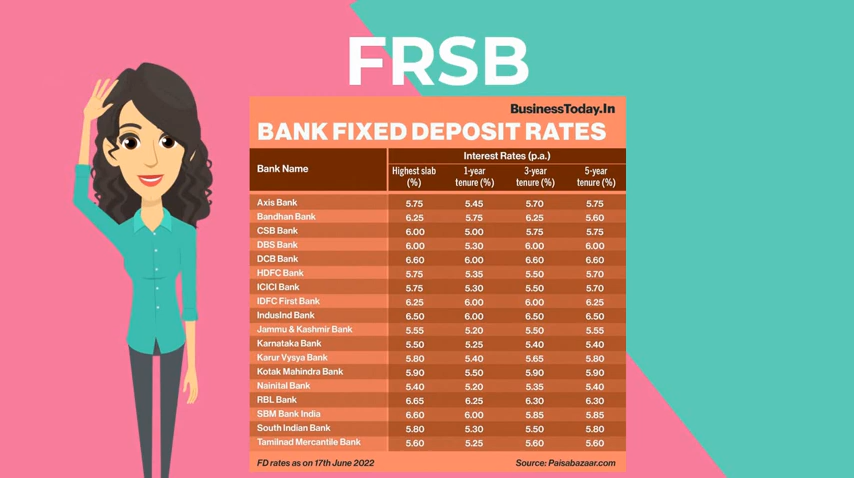 FRSB
BusinessToday.In
BANK FIXED DEPOSIT RATES
Bank Name
Interest Rates (p.a.)
Highest slab (%)
1-year tenure (%)
3-year tenure (%)
5-year tenure (%)
Axis Bank 5.75 5.45 5.70 5.75
Bandhan Bank 6.25 5.75 6.25 5.60
CSB Bank 6.00 5.00 5.75 5.75
DBS Bank 6.00 5.30 6.00 6.00
DCB Bank 6.60 6.00 6.60 6.60
HDFC Bank 5.75 5.35 5.50 5.70
ICICI Bank 5.75 5.30 5.50 5.70
IDFC First Bank 6.25 6.00 6.00 6.25
IndusInd Bank 6.50 6.00 6.50 6.50
Jammu & Kashmir Bank 5.55 5.20 5.50 5.55
Karnataka Bank 5.50 5.25 5.40 5.40
Karur Vysya Bank 5.80 5.40 5.65 5.80
Kotak Mahindra Bank 5.90 5.50 5.90 5.90
Nainital Bank 5.40 5.20 5.35 5.40
RBL Bank 6.65 6.25 6.30 6.30
SBM Bank India 6.60 6.00 5.85 5.85
South Indian Bank 5.80 5.30 5.50 5.80
Tamilnad Mercantile Bank 5.60 5.25 5.60 5.60
FD rates as on 17th June 2022
Source: Paisabazaar.com